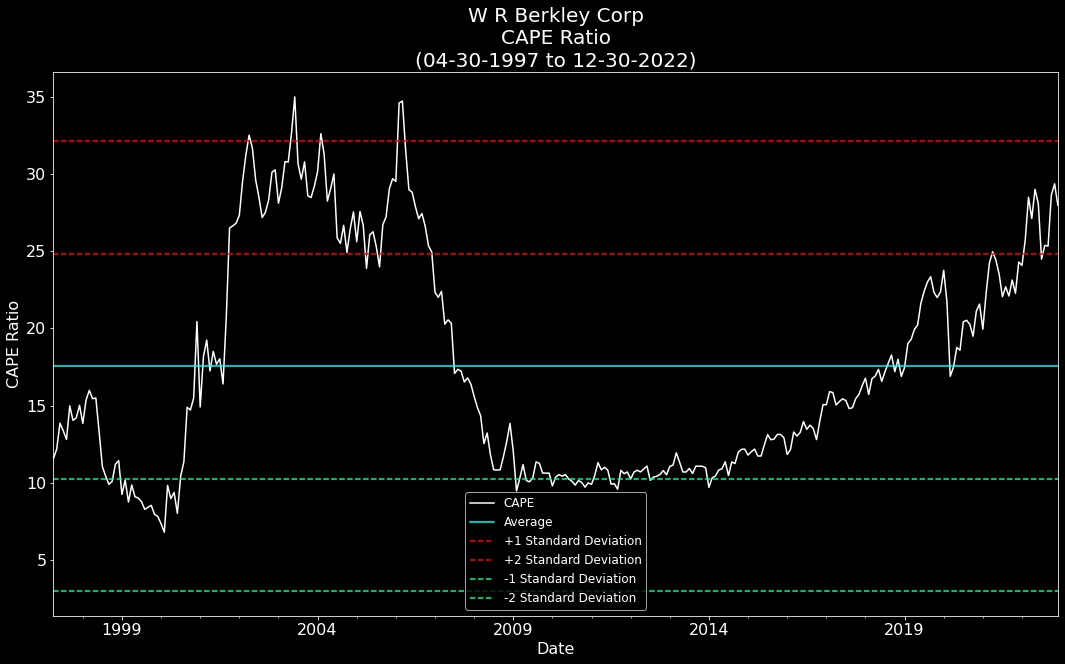 W R Berkley Corp
CAPE Ratio
(04-30-1997 to 12-30-2022)
35
30
25
20
15
10
5
CAPE Ratio
CAPE
Average
+1 Standard Deviation
+2 Standard Deviation
-1 Standard Deviation
-2 Standard Deviation
1999 2004 2009 2014 2019
Date